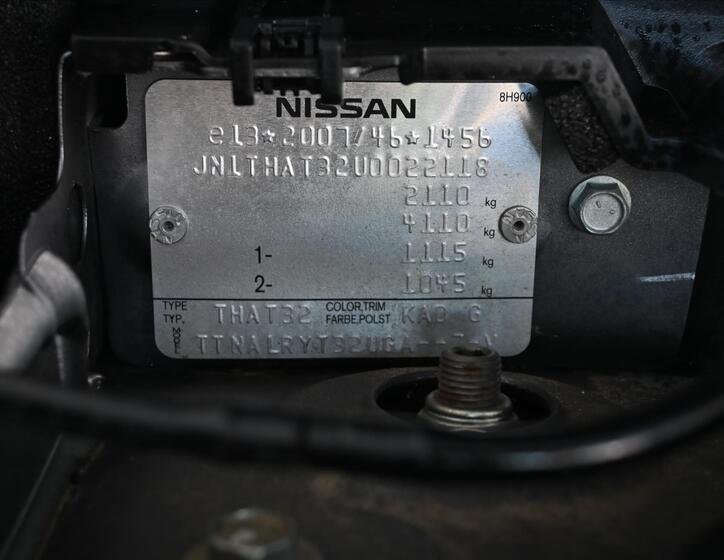 NISSAN
8H900
e13*2007/46*1456
JN1THAT32U0022118
2110 kg
4110 kg
1- 1115 kg
2- 1045 kg
TYPE TYP. THAT32 COLOR,TRIM FARBE,POLST KAD G